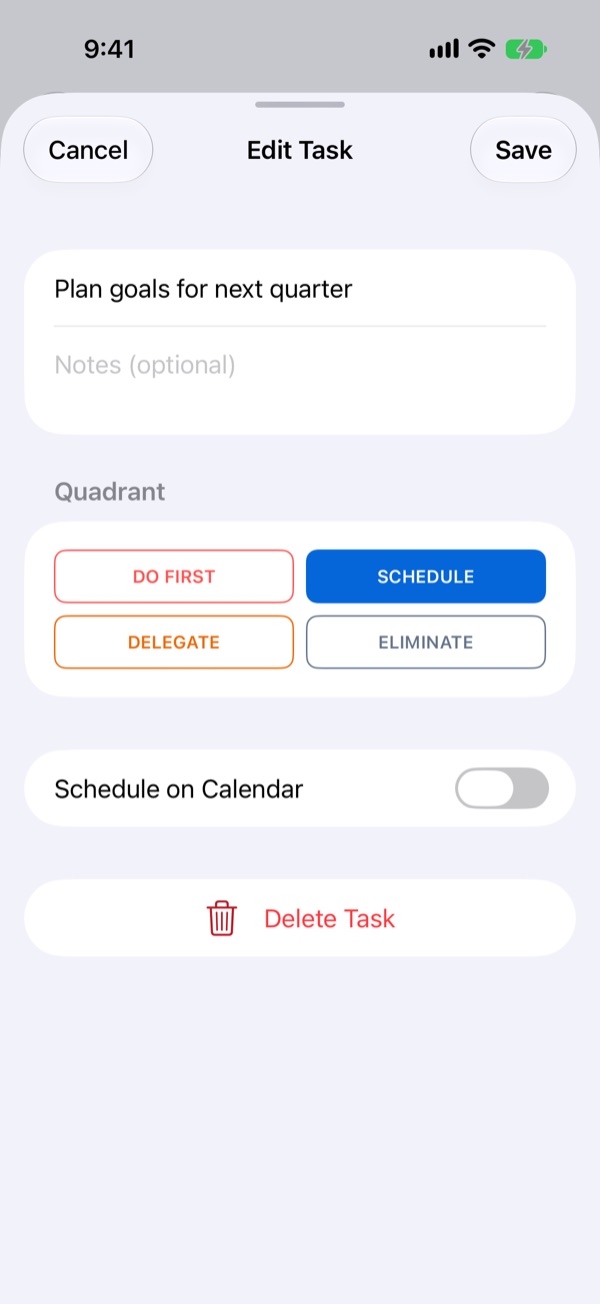 9:41
Cancel
Edit Task
Save
Plan goals for next quarter
Notes (optional)
Quadrant
DO FIRST
SCHEDULE
DELEGATE
ELIMINATE
Schedule on Calendar
Delete Task